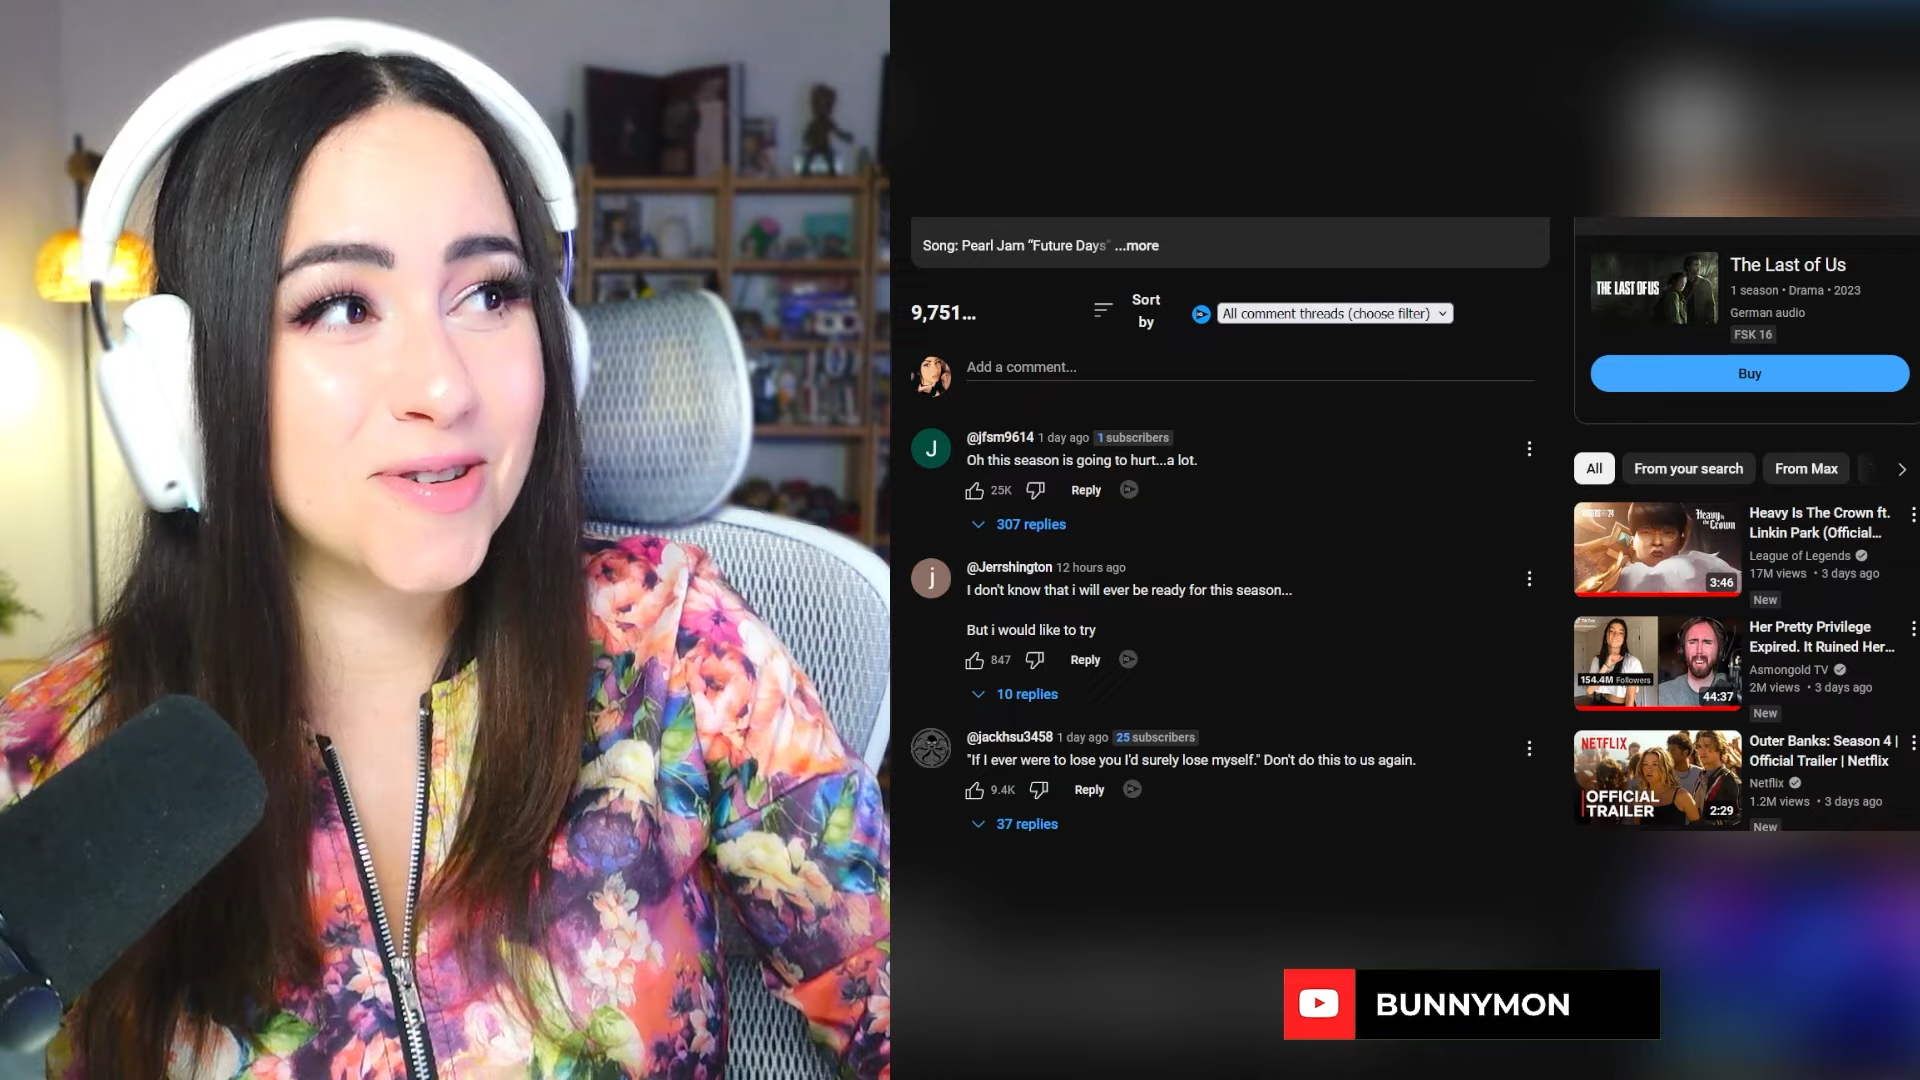 Song: Pearl Jam “Future Days” ...more
9,751...
Sort
by
All comment threads (choose filter)
Add a comment...
J
@jfsm9614 1 day ago 1 subscribers
Oh this season is going to hurt...a lot.
25K Reply
307 replies
j
@Jerrshington 12 hours ago
I don't know that i will ever be ready for this season...
But i would like to try
847 Reply
10 replies
@jackhsu3458 1 day ago 25 subscribers
"If I ever were to lose you I'd surely lose myself." Don't do this to us again.
9.4K Reply
37 replies
THE LAST OF US
The Last of Us
1 season • Drama • 2023
German audio
FSK 16
Buy
All From your search From Max
Heavy is the Crown
3:46
Heavy Is The Crown ft.
Linkin Park (Official...
League of Legends
17M views • 3 days ago
New
154.4M Followers
44:37
Her Pretty Privilege
Expired. It Ruined Her...
Asmongold TV
2M views • 3 days ago
New
NETFLIX
OFFICIAL
TRAILER
2:29
Outer Banks: Season 4 |
Official Trailer | Netflix
Netflix
1.2M views • 3 days ago
New
BUNNYMON